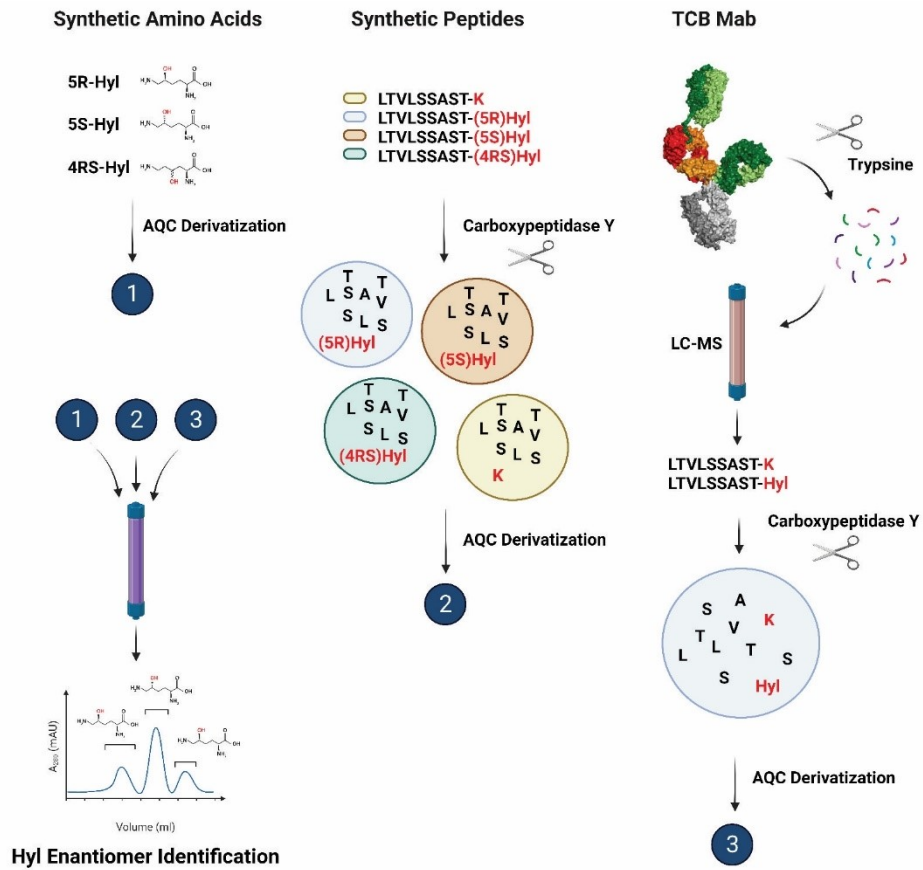 Synthetic Amino Acids
5R-Hyl
5S-Hyl
4RS-Hyl
AQC Derivatization
1
1
2
3
A280 (mAU)
Volume (ml)
Hyl Enantiomer Identification
Synthetic Peptides
LTVLSSAST-K
LTVLSSAST-(5R)Hyl
LTVLSSAST-(5S)Hyl
LTVLSSAST-(4RS)Hyl
Carboxypeptidase Y
T T
L S A V
S L S
(5R)Hyl
T T
L S A V
S L S
(5S)Hyl
T T
L S A V
S L S
(4RS)Hyl
T T
L S A V
S L S
K
AQC Derivatization
2
TCB Mab
Trypsine
LC-MS
LTVLSSAST-K
LTVLSSAST-Hyl
Carboxypeptidase Y
S A
K
T V
L L T S
S Hyl
AQC Derivatization
3